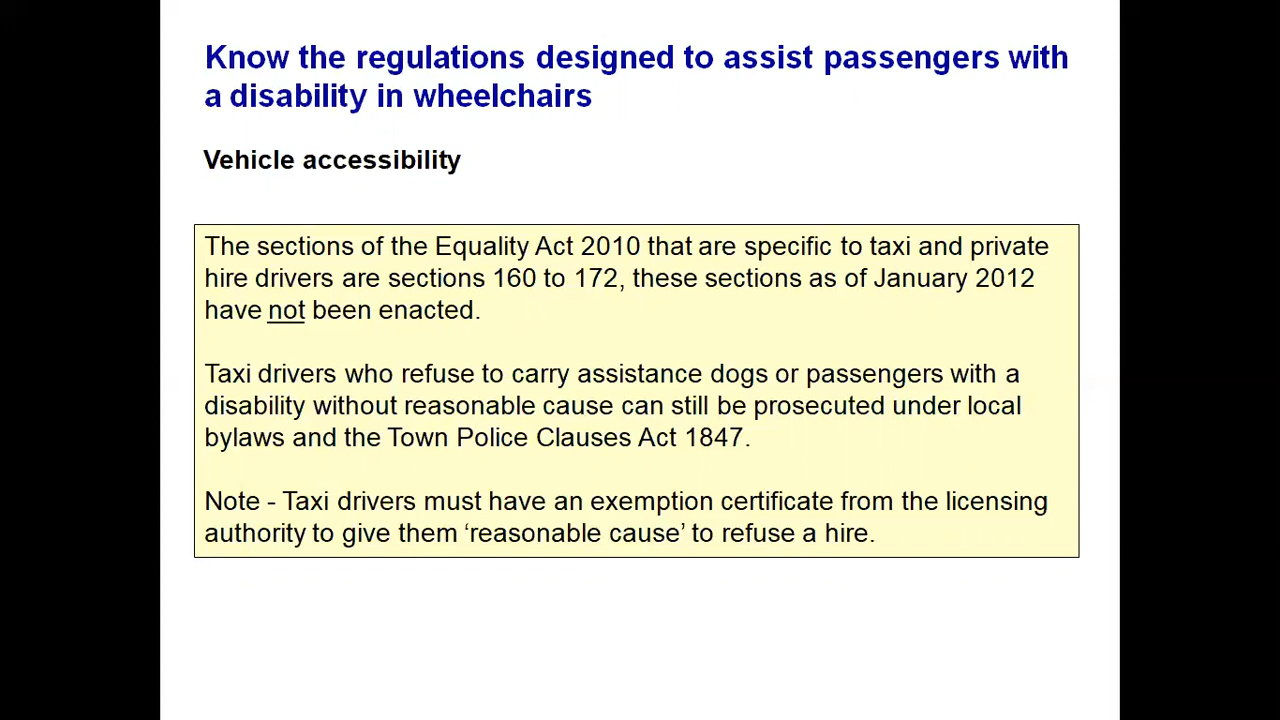 Know the regulations designed to assist passengers with
a disability in wheelchairs
Vehicle accessibility
The sections of the Equality Act 2010 that are specific to taxi and private
hire drivers are sections 160 to 172, these sections as of January 2012
have not been enacted.
Taxi drivers who refuse to carry assistance dogs or passengers with a
disability without reasonable cause can still be prosecuted under local
bylaws and the Town Police Clauses Act 1847.
Note - Taxi drivers must have an exemption certificate from the licensing
authority to give them ‘reasonable cause’ to refuse a hire.